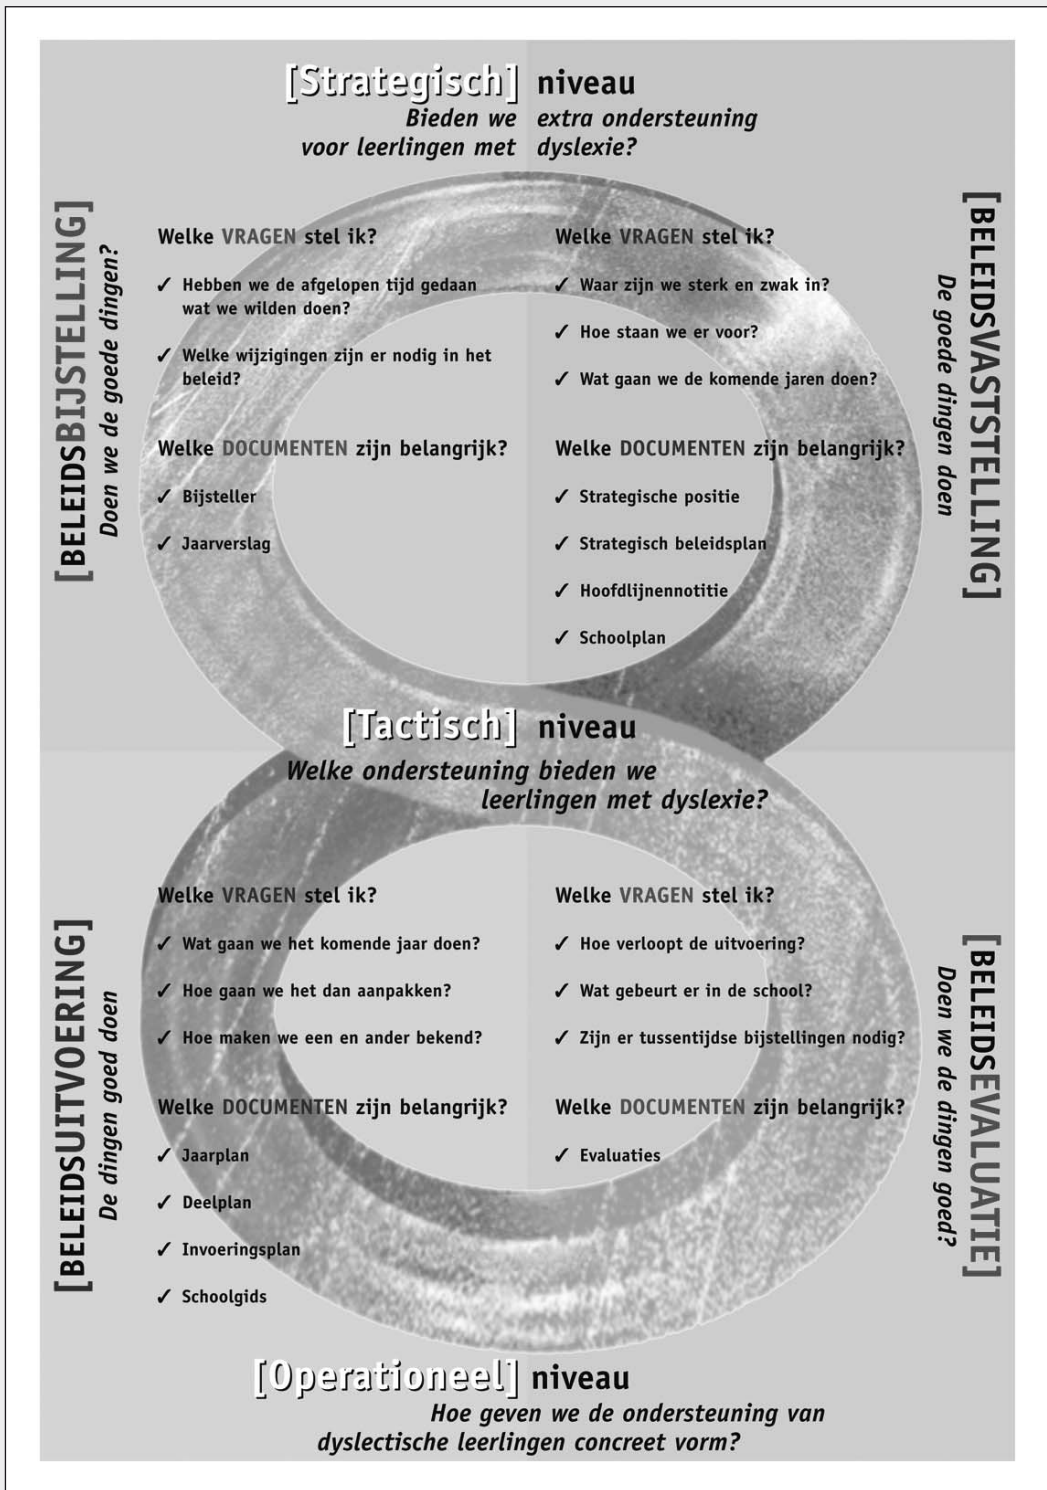 [Strategisch] niveau
Bieden we extra ondersteuning
voor leerlingen met dyslexie?
[BELEIDSBIJSTELLING]
Doen we de goede dingen?
Welke VRAGEN stel ik?
✓ Hebben we de afgelopen tijd gedaan
wat we wilden doen?
✓ Welke wijzigingen zijn er nodig in het
beleid?
Welke DOCUMENTEN zijn belangrijk?
✓ Bijsteller
✓ Jaarverslag
Welke VRAGEN stel ik?
✓ Waar zijn we sterk en zwak in?
✓ Hoe staan we er voor?
✓ Wat gaan we de komende jaren doen?
Welke DOCUMENTEN zijn belangrijk?
✓ Strategische positie
✓ Strategisch beleidsplan
✓ Hoofdlijnennotitie
✓ Schoolplan
[BELEIDSVASTSTELLING]
De goede dingen doen
[Tactisch] niveau
Welke ondersteuning bieden we
leerlingen met dyslexie?
[BELEIDSUITVOERING]
De dingen goed doen
Welke VRAGEN stel ik?
✓ Wat gaan we het komende jaar doen?
✓ Hoe gaan we het dan aanpakken?
✓ Hoe maken we een en ander bekend?
Welke DOCUMENTEN zijn belangrijk?
✓ Jaarplan
✓ Deelplan
✓ Invoeringsplan
✓ Schoolgids
Welke VRAGEN stel ik?
✓ Hoe verloopt de uitvoering?
✓ Wat gebeurt er in de school?
✓ Zijn er tussentijdse bijstellingen nodig?
Welke DOCUMENTEN zijn belangrijk?
✓ Evaluaties
[BELEIDSEVALUATIE]
Doen we de dingen goed?
[Operationeel] niveau
Hoe geven we de ondersteuning van
dyslectische leerlingen concreet vorm?